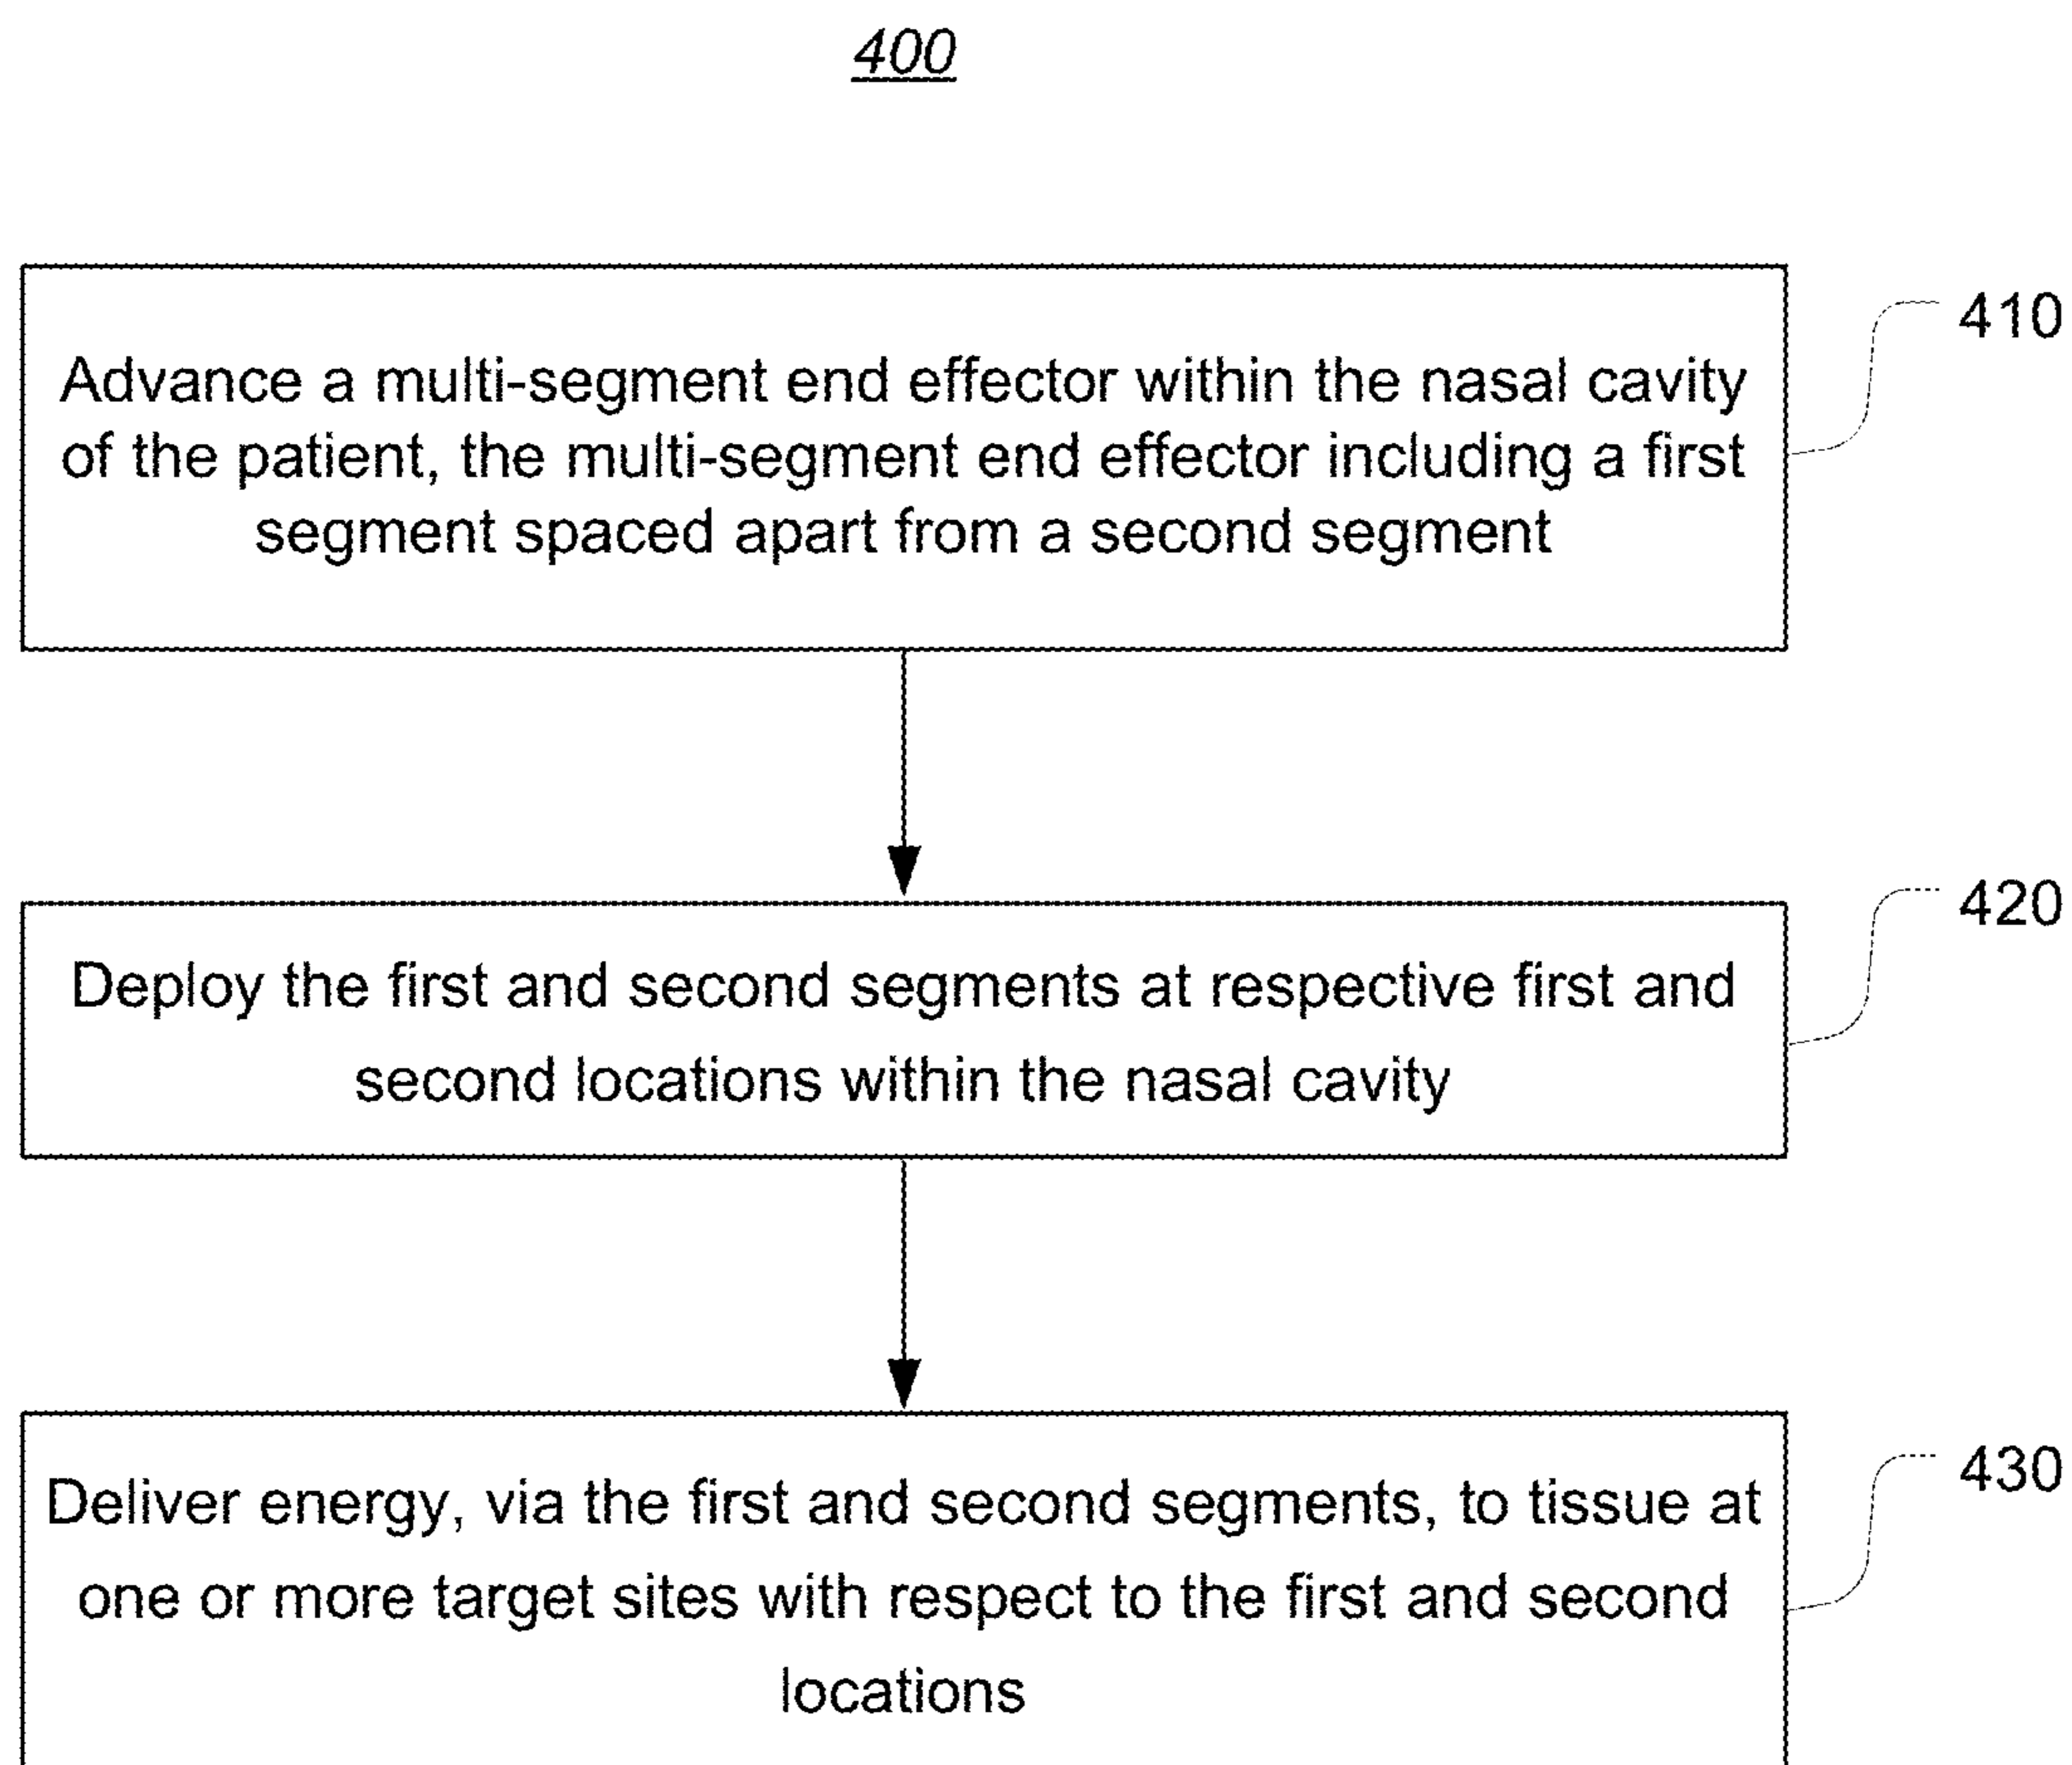 400
410
Advance a multi-segment end effector within the nasal cavity
of the patient, the multi-segment end effector including a first
segment spaced apart from a second segment
420
Deploy the first and second segments at respective first and
second locations within the nasal cavity
430
Deliver energy, via the first and second segments, to tissue at
one or more target sites with respect to the first and second
locations